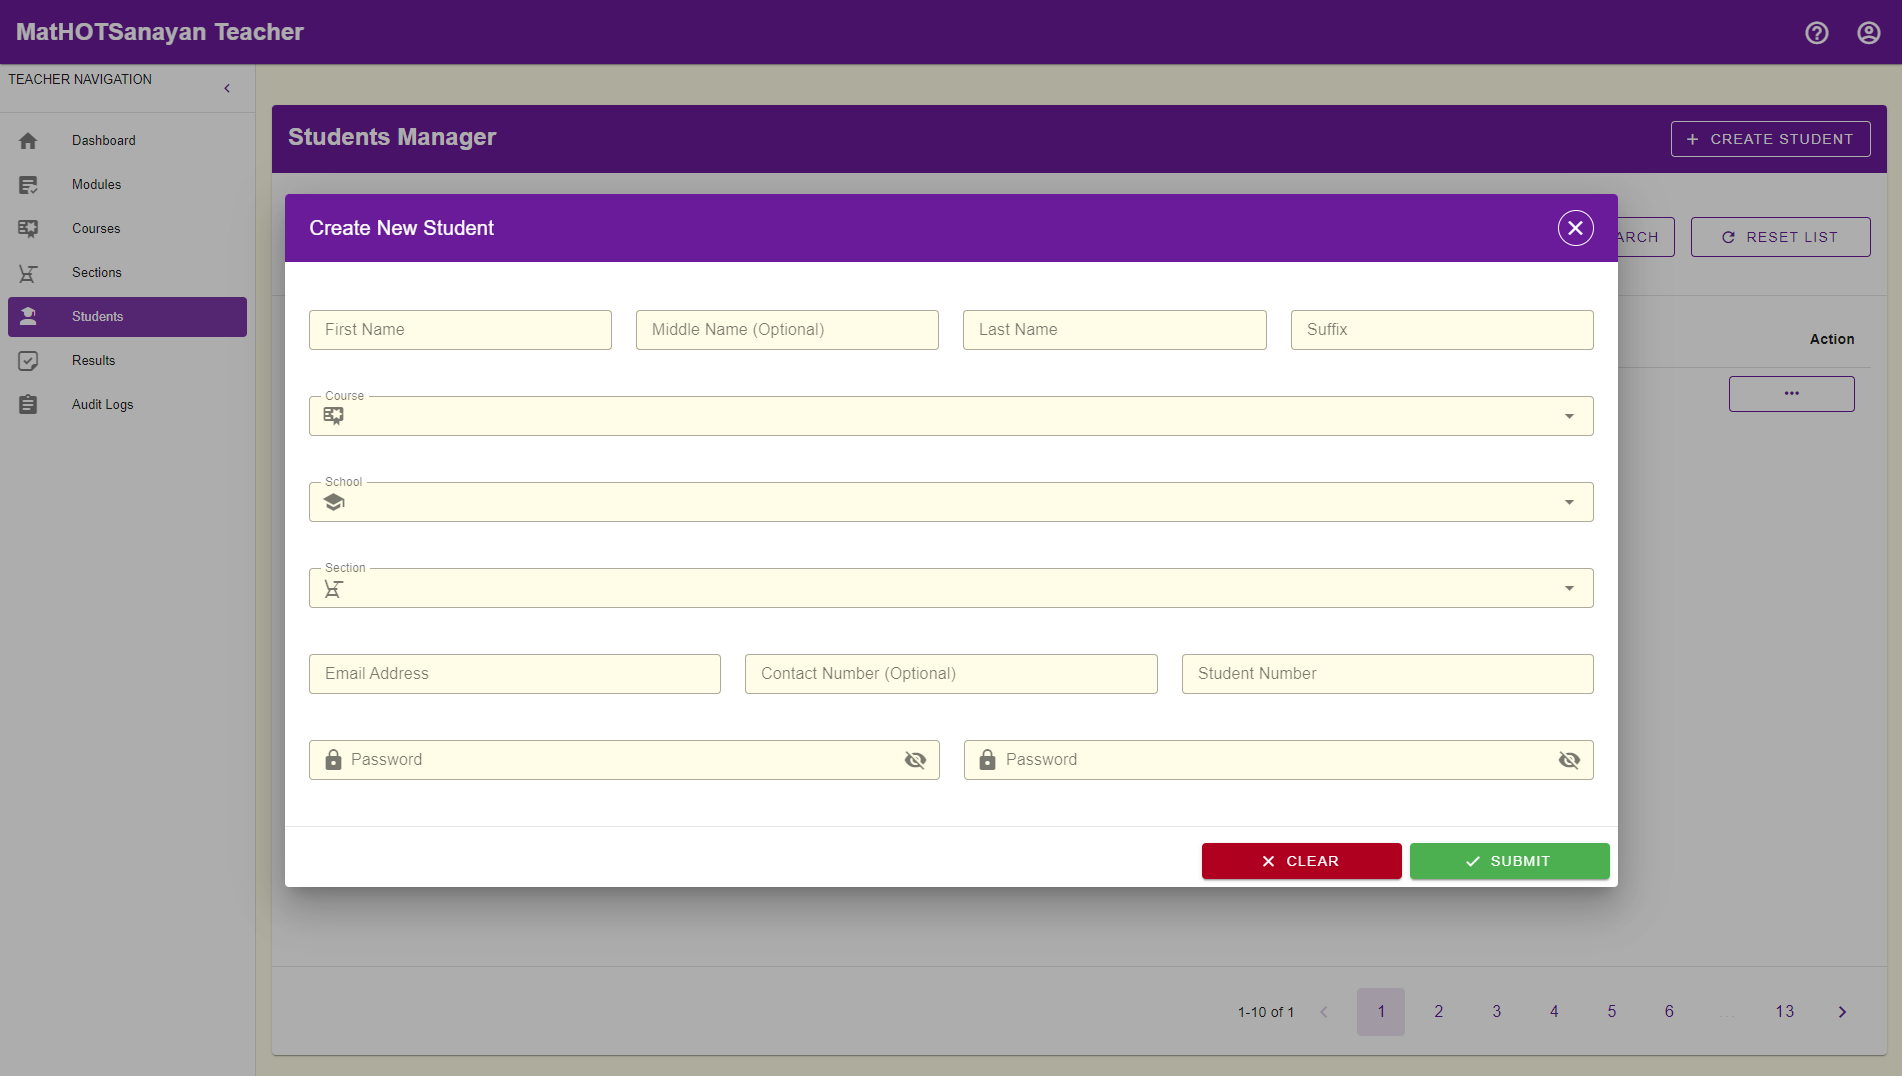 MatHOTSanayan Teacher
TEACHER NAVIGATION
Dashboard
Modules
Courses
Sections
Students
Results
Audit Logs
Students Manager
+ CREATE STUDENT
ARCH
RESET LIST
Action
...
Create New Student
First Name
Middle Name (Optional)
Last Name
Suffix
Course
School
Section
Email Address
Contact Number (Optional)
Student Number
Password
Password
CLEAR
SUBMIT
1-10 of 1
1 2 3 4 5 6 ... 13